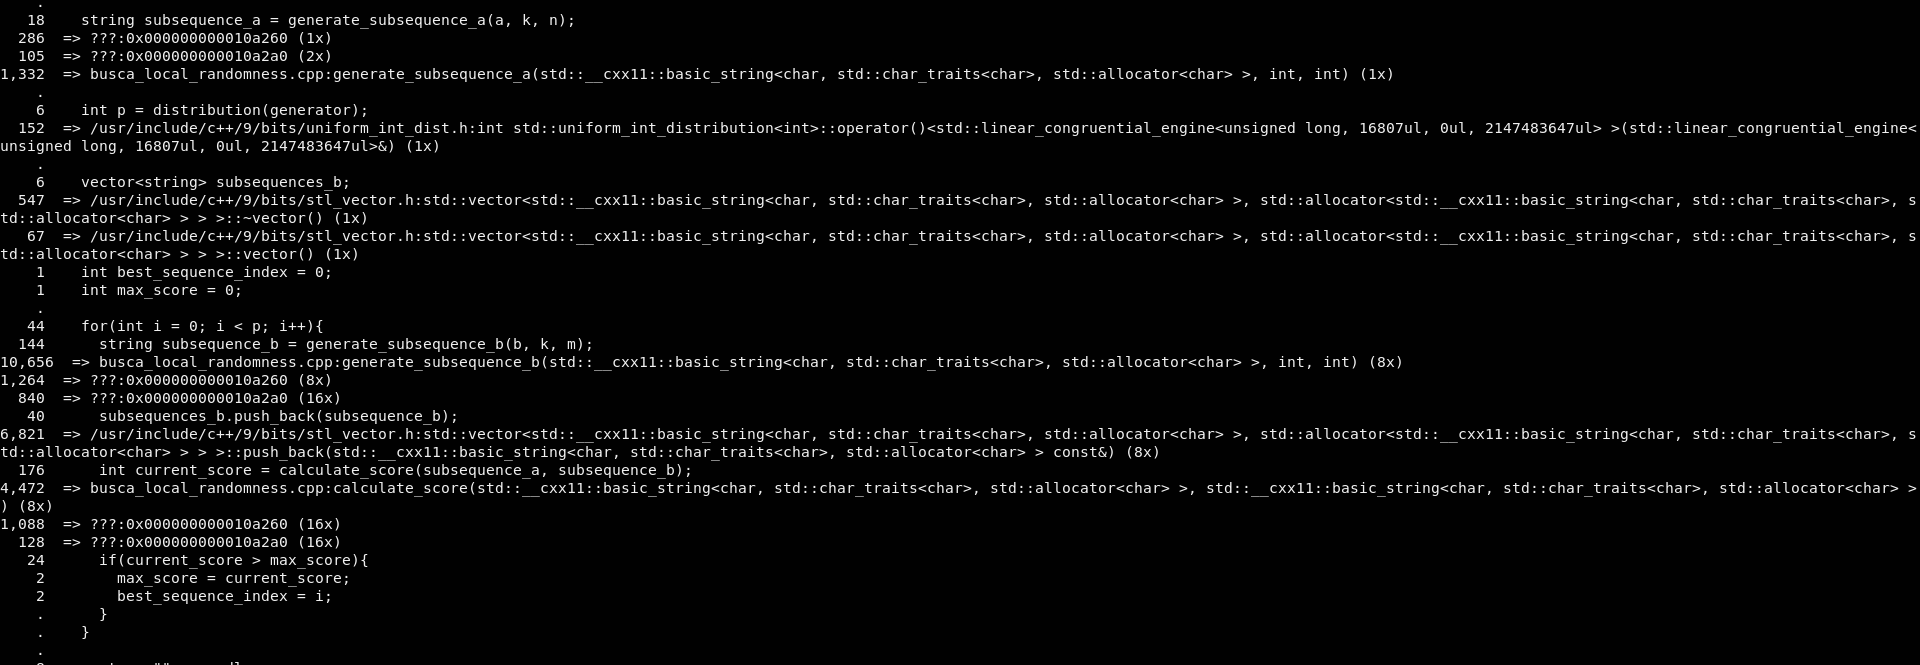 .
18    string subsequence_a = generate_subsequence_a(a, k, n);
286  => ???:0x000000000010a260 (1x)
105  => ???:0x000000000010a2a0 (2x)
1,332  => busca_local_randomness.cpp:generate_subsequence_a(std::__cxx11::basic_string<char, std::char_traits<char>, std::allocator<char> >, int, int) (1x)
.
6    int p = distribution(generator);
152  => /usr/include/c++/9/bits/uniform_int_dist.h:int std::uniform_int_distribution<int>::operator()<std::linear_congruential_engine<unsigned long, 16807ul, 0ul, 2147483647ul> >(std::linear_congruential_engine<
unsigned long, 16807ul, 0ul, 2147483647ul>&) (1x)
.
6    vector<string> subsequences_b;
547  => /usr/include/c++/9/bits/stl_vector.h:std::vector<std::__cxx11::basic_string<char, std::char_traits<char>, std::allocator<char> >, std::allocator<std::__cxx11::basic_string<char, std::char_traits<char>, s
td::allocator<char> > > >::~vector() (1x)
67  => /usr/include/c++/9/bits/stl_vector.h:std::vector<std::__cxx11::basic_string<char, std::char_traits<char>, std::allocator<char> >, std::allocator<std::__cxx11::basic_string<char, std::char_traits<char>, s
td::allocator<char> > > >::vector() (1x)
1    int best_sequence_index = 0;
1    int max_score = 0;
.
44    for(int i = 0; i < p; i++){
144      string subsequence_b = generate_subsequence_b(b, k, m);
10,656  => busca_local_randomness.cpp:generate_subsequence_b(std::__cxx11::basic_string<char, std::char_traits<char>, std::allocator<char> >, int, int) (8x)
1,264  => ???:0x000000000010a260 (8x)
840  => ???:0x000000000010a2a0 (16x)
40      subsequences_b.push_back(subsequence_b);
6,821  => /usr/include/c++/9/bits/stl_vector.h:std::vector<std::__cxx11::basic_string<char, std::char_traits<char>, std::allocator<char> >, std::allocator<std::__cxx11::basic_string<char, std::char_traits<char>, s
td::allocator<char> > > >::push_back(std::__cxx11::basic_string<char, std::char_traits<char>, std::allocator<char> > const&) (8x)
176      int current_score = calculate_score(subsequence_a, subsequence_b);
4,472  => busca_local_randomness.cpp:calculate_score(std::__cxx11::basic_string<char, std::char_traits<char>, std::allocator<char> >, std::__cxx11::basic_string<char, std::char_traits<char>, std::allocator<char> >
) (8x)
1,088  => ???:0x000000000010a260 (16x)
128  => ???:0x000000000010a2a0 (16x)
24      if(current_score > max_score){
2        max_score = current_score;
2        best_sequence_index = i;
.      }
.    }
.